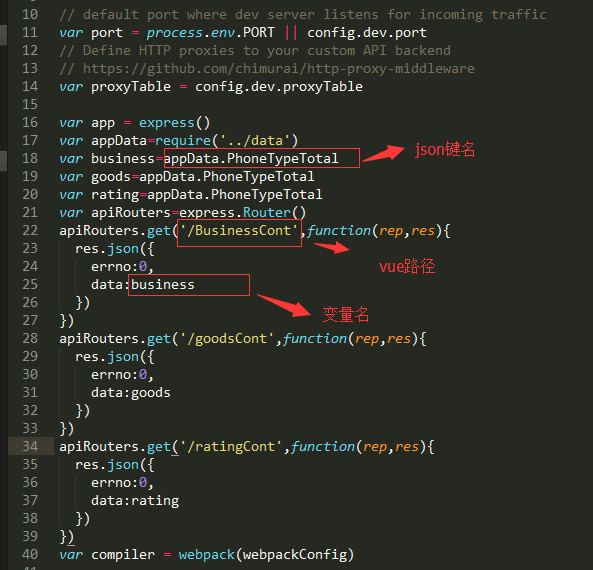 10 // default port where dev server listens for incoming traffic
11 var port = process.env.PORT || config.dev.port
12 // Define HTTP proxies to your custom API backend
13 // https://github.com/chimurai/http-proxy-middleware
14 var proxyTable = config.dev.proxyTable
15
16 var app = express()
17 var appData=require('../data')
18 var business=appData.PhoneTypeTotal json键名
19 var goods=appData.PhoneTypeTotal
20 var rating=appData.PhoneTypeTotal
21 var apiRouters=express.Router()
22 apiRouters.get('/BusinessCont',function(rep,res){
23 res.json({ vue路径
24 errno:0,
25 data:business
26 }) 变量名
27 })
28 apiRouters.get('/goodsCont',function(rep,res){
29 res.json({
30 errno:0,
31 data:goods
32 })
33 })
34 apiRouters.get('/ratingCont',function(rep,res){
35 res.json({
36 errno:0,
37 data:rating
38 })
39 })
40 var compiler = webpack(webpackConfig)